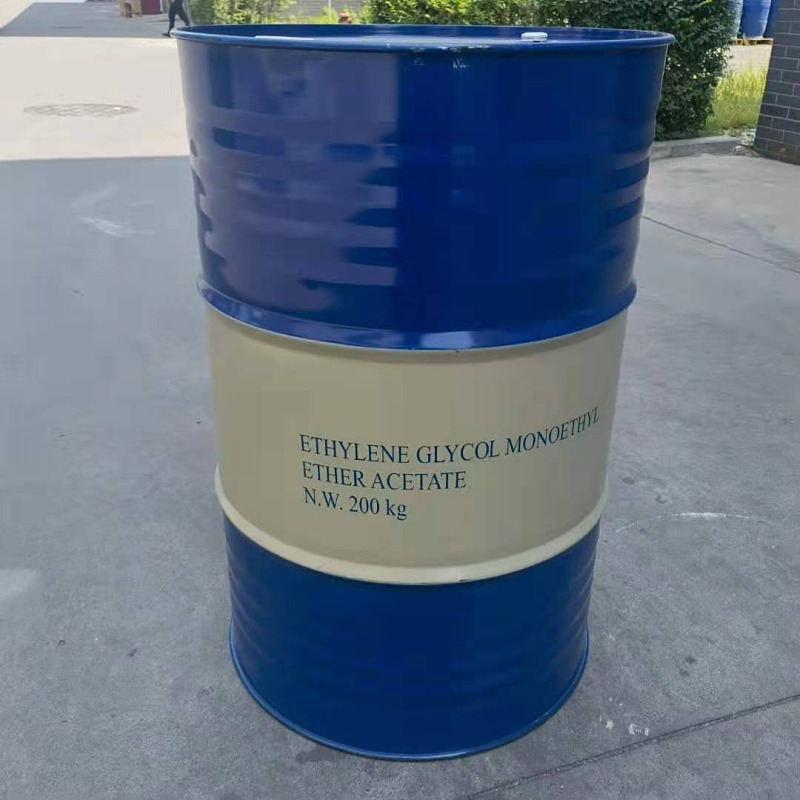 ETHYLENE GLYCOL MONOETHYL
ETHER ACETATE
N.W. 200 kg